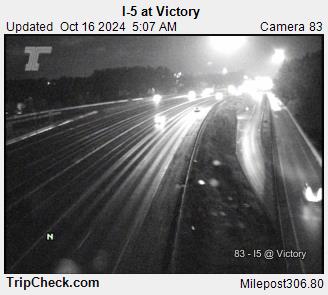 I-5 at Victory
Updated Oct 16 2024 5:07 AM Camera 83
T
N
83 - I5 @ Victory
TripCheck.com Milepost306.80